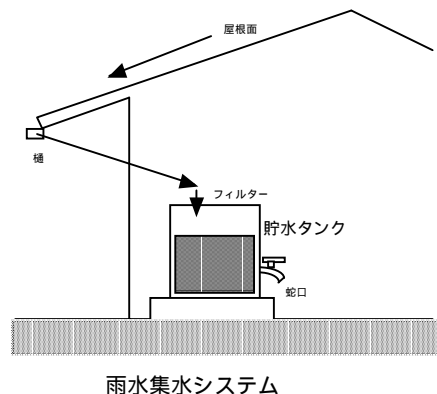 屋根面
樋
フィルター
貯水タンク
蛇口
雨水集水システム